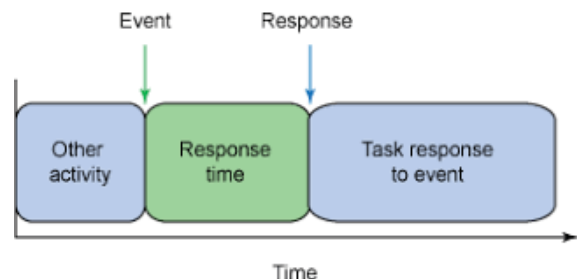 Event
Response
Other
activity
Response
time
Task response
to event
Time